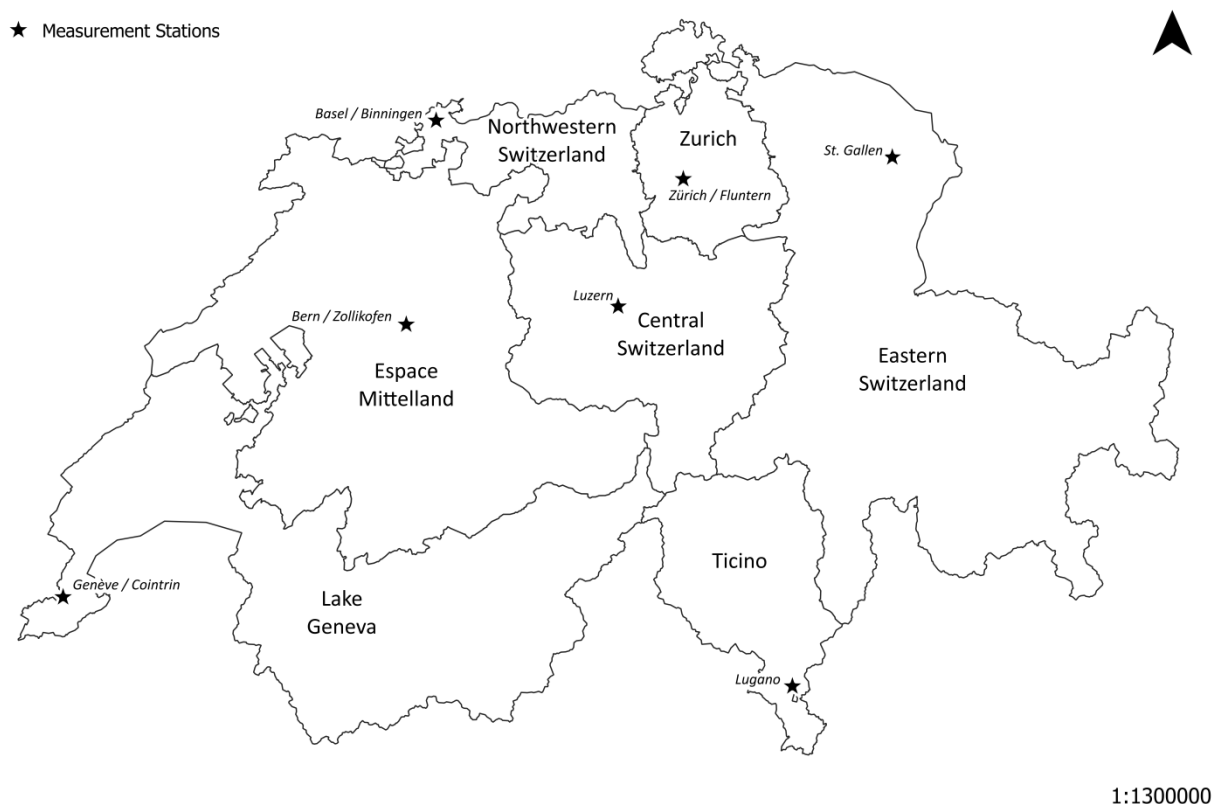 Measurement Stations
Basel / Binningen
Northwestern
Switzerland
Zurich
St. Gallen
Zürich / Fluntern
Luzern
Bern / Zollikofen
Central
Switzerland
Espace
Mittelland
Eastern
Switzerland
Ticino
Genève / Cointrin
Lake
Geneva
Lugano
1:1300000